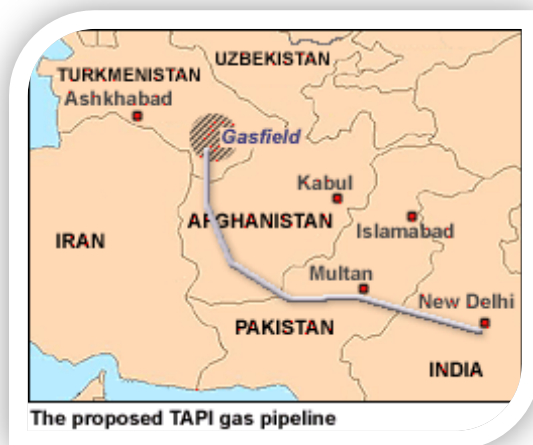 UZBEKISTAN
TURKMENISTAN
Ashkhabad
Gasfield
Kabul
AFGHANISTAN
Islamabad
IRAN
Multan
New Delhi
PAKISTAN
INDIA
The proposed TAPI gas pipeline